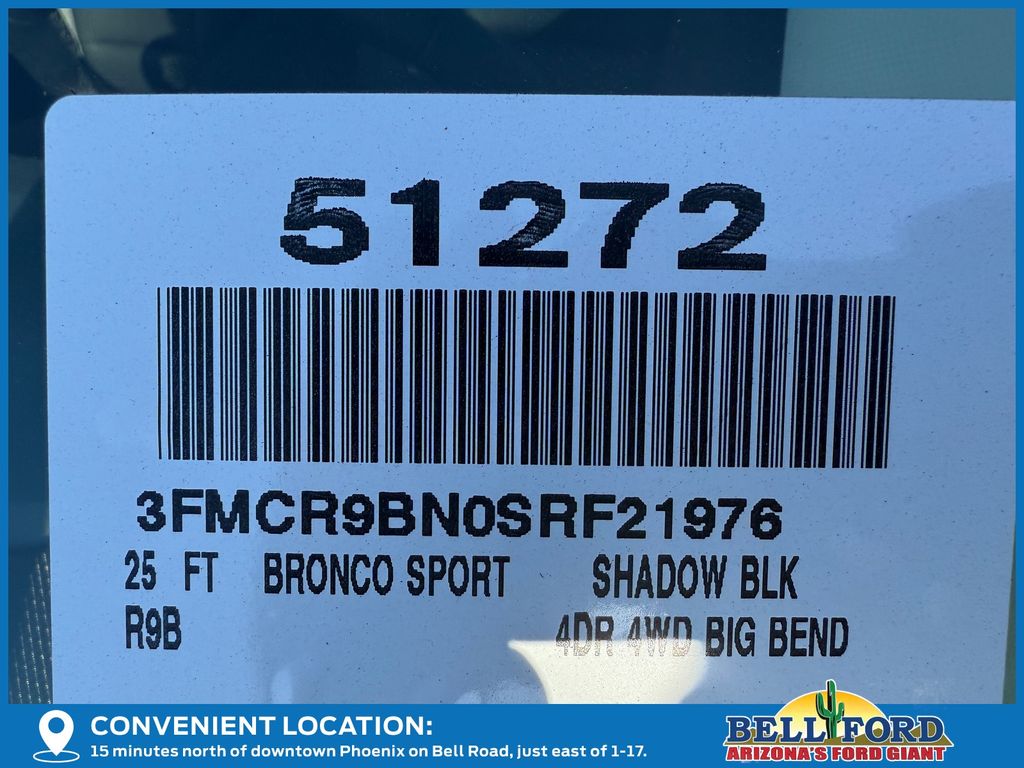 51272
3FMCR9BN0SRF21976
25 FT BRONCO SPORT SHADOW BLK
R9B 4DR 4WD BIG BEND
CONVENIENT LOCATION:
15 minutes north of downtown Phoenix on Bell Road, just east of 1-17.
BELL FORD
ARIZONA'S FORD GIANT